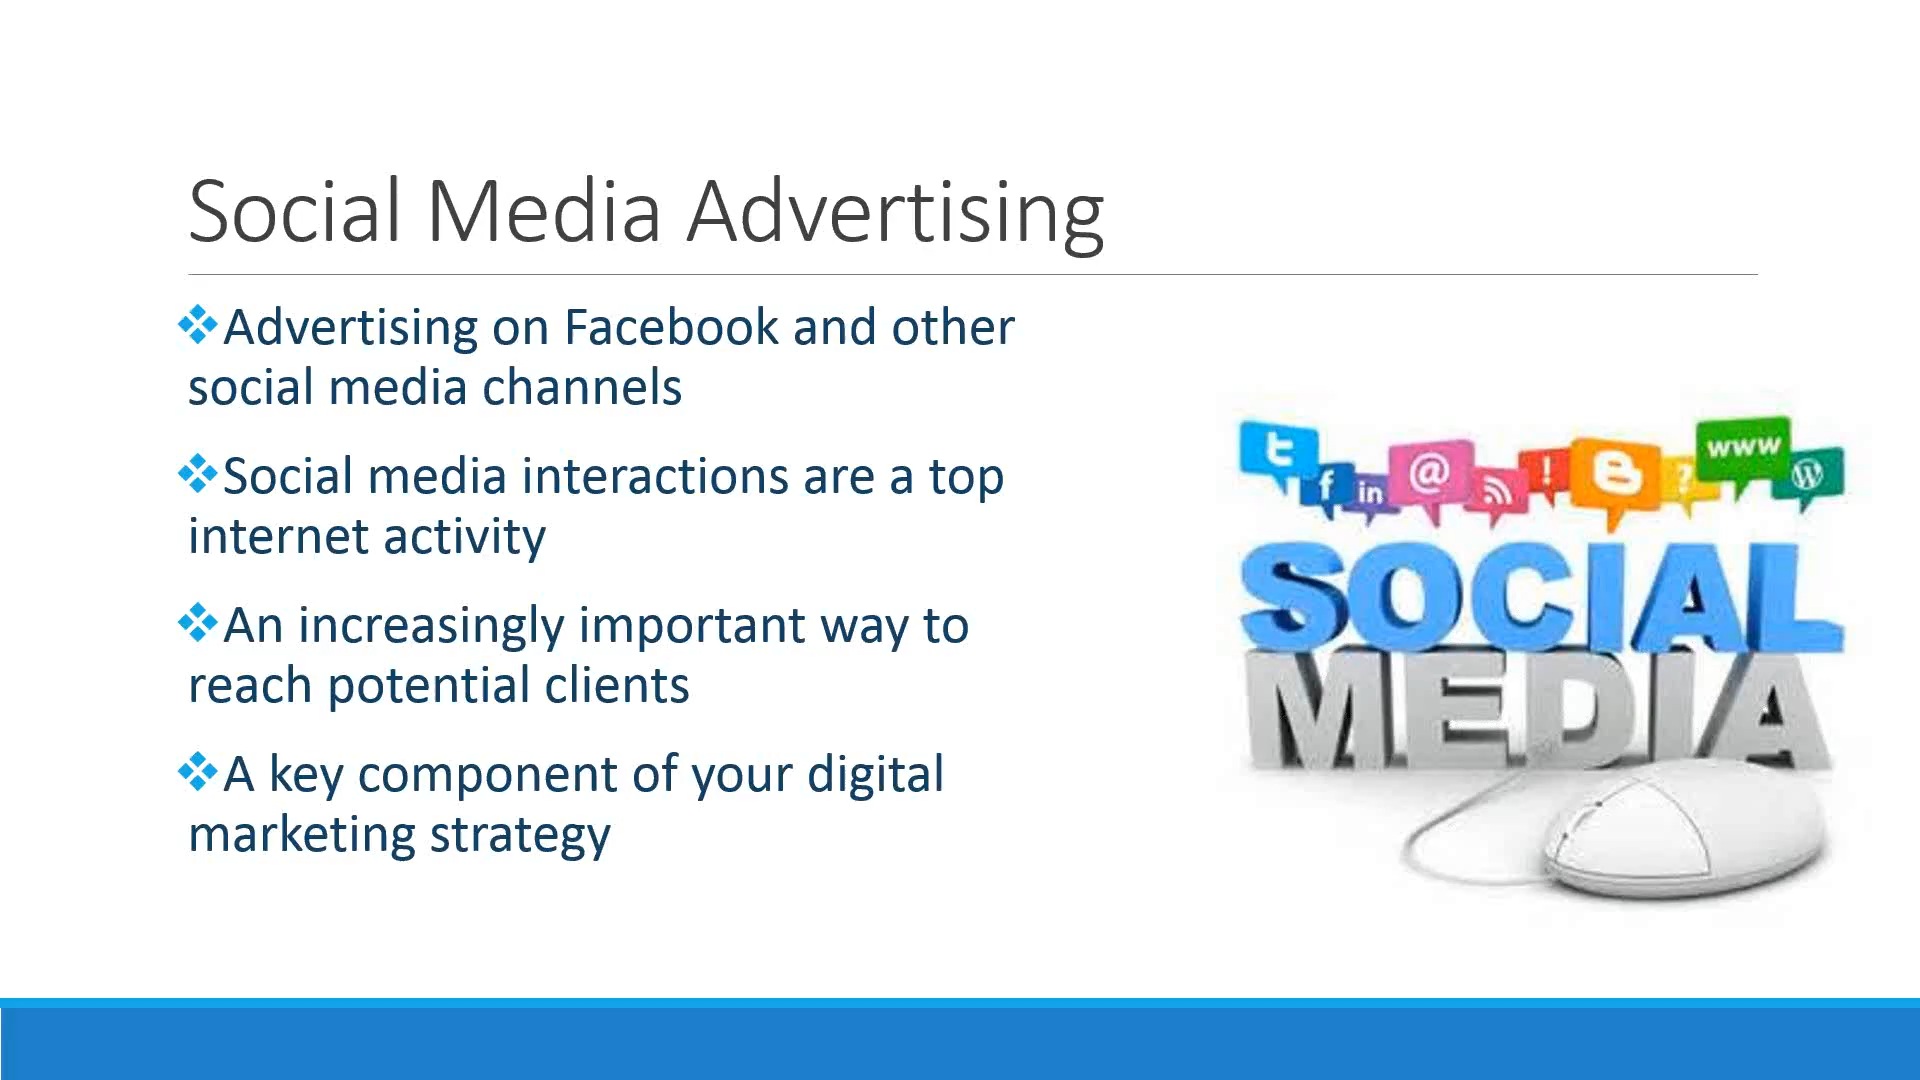 Social Media Advertising
❖Advertising on Facebook and other
social media channels
❖Social media interactions are a top
internet activity
❖An increasingly important way to
reach potential clients
❖A key component of your digital
marketing strategy
t f in @ ! B ? www W
SOCIAL
MEDIA